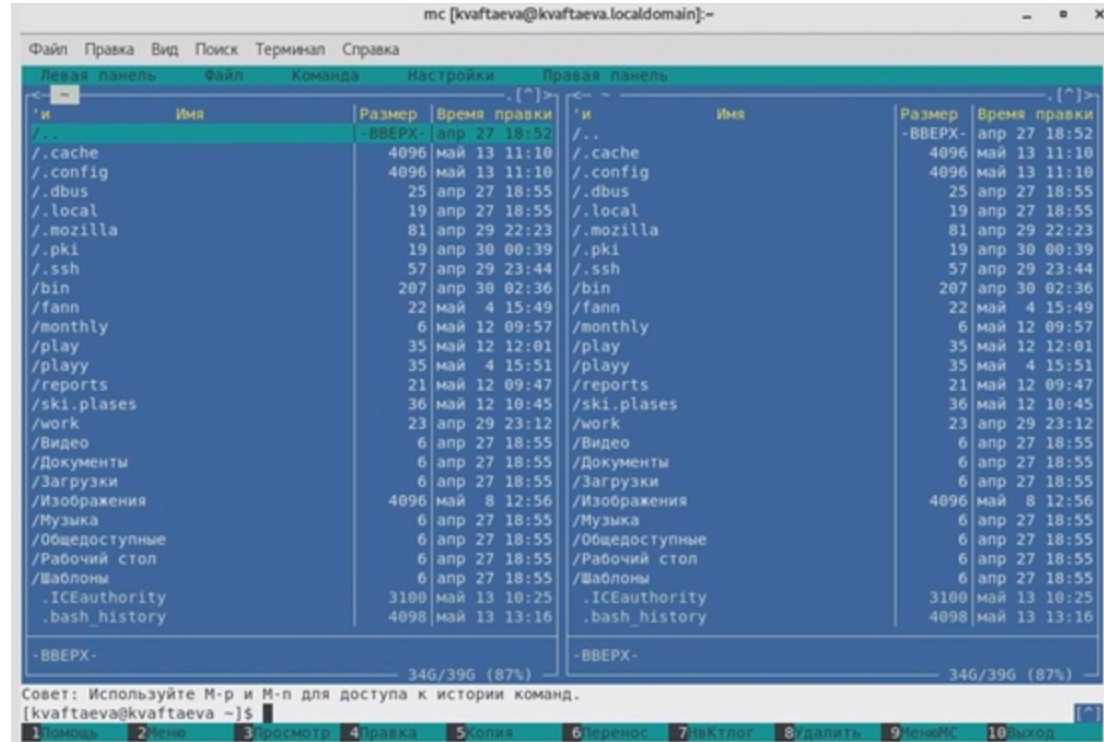 mc [kvaftaeva@kvaftaeva.localdomain]:~
Файл Правка Вид Поиск Терминал Справка
Левая панель Файл Команда Настройки Правая панель
<— ~ —.[^]> <— ~ —.[^]>
'и Имя Размер Время правки 'и Имя Размер Время правки
/.. -ВВЕРХ- апр 27 18:52 /.. -ВВЕРХ- апр 27 18:52
/.cache 4096 май 13 11:10 /.cache 4096 май 13 11:10
/.config 4096 май 13 11:10 /.config 4096 май 13 11:10
/.dbus 25 апр 27 18:55 /.dbus 25 апр 27 18:55
/.local 19 апр 27 18:55 /.local 19 апр 27 18:55
/.mozilla 81 апр 29 22:23 /.mozilla 81 апр 29 22:23
/.pki 19 апр 30 00:39 /.pki 19 апр 30 00:39
/.ssh 57 апр 29 23:44 /.ssh 57 апр 29 23:44
/bin 207 апр 30 02:36 /bin 207 апр 30 02:36
/fann 22 май 4 15:49 /fann 22 май 4 15:49
/monthly 6 май 12 09:57 /monthly 6 май 12 09:57
/play 35 май 12 12:01 /play 35 май 12 12:01
/playy 35 май 4 15:51 /playy 35 май 4 15:51
/reports 21 май 12 09:47 /reports 21 май 12 09:47
/ski.plases 36 май 12 10:45 /ski.plases 36 май 12 10:45
/work 23 апр 29 23:12 /work 23 апр 29 23:12
/Видео 6 апр 27 18:55 /Видео 6 апр 27 18:55
/Документы 6 апр 27 18:55 /Документы 6 апр 27 18:55
/Загрузки 6 апр 27 18:55 /Загрузки 6 апр 27 18:55
/Изображения 4096 май 8 12:56 /Изображения 4096 май 8 12:56
/Музыка 6 апр 27 18:55 /Музыка 6 апр 27 18:55
/Общедоступные 6 апр 27 18:55 /Общедоступные 6 апр 27 18:55
/Рабочий стол 6 апр 27 18:55 /Рабочий стол 6 апр 27 18:55
/Шаблоны 6 апр 27 18:55 /Шаблоны 6 апр 27 18:55
.ICEauthority 3100 май 13 10:25 .ICEauthority 3100 май 13 10:25
.bash_history 4098 май 13 13:16 .bash_history 4098 май 13 13:16
-ВВЕРХ- -ВВЕРХ-
34G/39G (87%) 34G/39G (87%)
Совет: Используйте M-p и M-n для доступа к истории команд.
[kvaftaeva@kvaftaeva ~]$ [^]
1Помощь 2Меню 3Просмотр 4Правка 5Копия 6Перенос 7НвКтлог 8Удалить 9МенюМС 10Выход